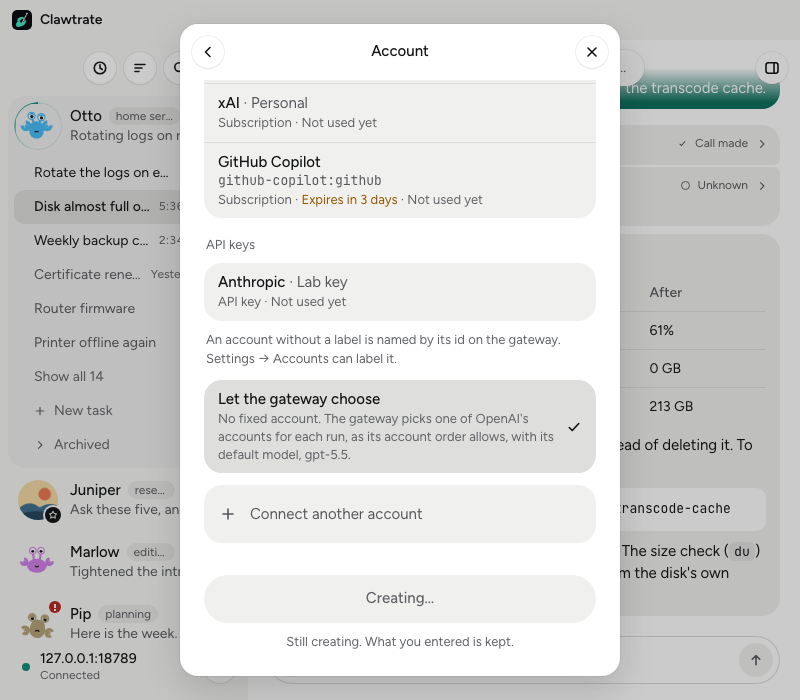 Clawtrate
Account
Otto home ser...
Rotating logs on
Rotate the logs on e...
Disk almost full o... 5:36
Weekly backup c... 2:34
Certificate rene... Yeste
Router firmware
Printer offline again
Show all 14
New task
Archived
Juniper rese...
Ask these five, an
Marlow editi...
Tightened the intr
Pip planning
Here is the week.
127.0.0.1:18789
Connected
xAI · Personal
Subscription · Not used yet
GitHub Copilot
github-copilot:github
Subscription · Expires in 3 days · Not used yet
API keys
Anthropic · Lab key
API key · Not used yet
An account without a label is named by its id on the gateway.
Settings → Accounts can label it.
Let the gateway choose
No fixed account. The gateway picks one of OpenAI's
accounts for each run, as its account order allows, with its
default model, gpt-5.5.
Connect another account
Creating...
Still creating. What you entered is kept.
the transcode cache.
Call made
Unknown
After
61%
0 GB
213 GB
ead of deleting it. To
transcode-cache
The size check ( du )
m the disk's own